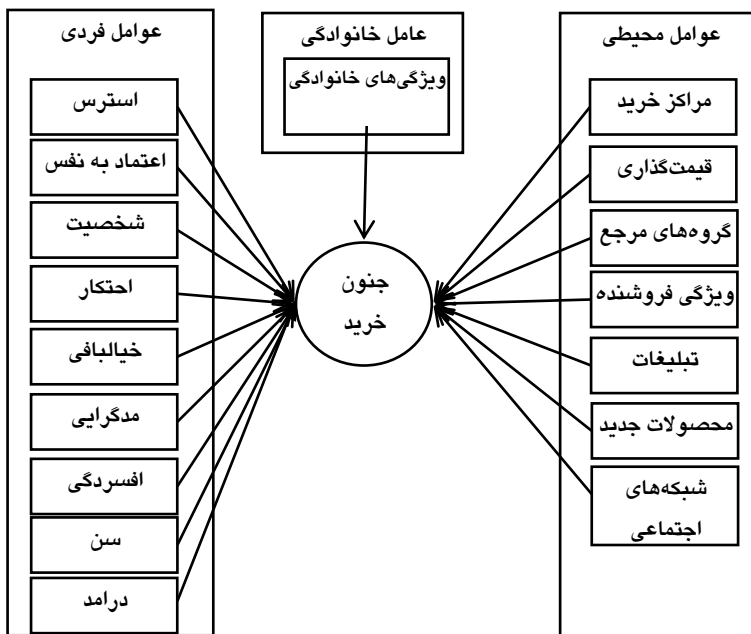 عوامل محیطی
مراکز خرید
قیمت‌گذاری
گروه‌های مرجع
ویژگی فروشنده
تبلیغات
محصولات جدید
شبکه‌های
اجتماعی
عامل خانوادگی
ویژگی‌های خانوادگی
جنون
خرید
عوامل فردی
استرس
اعتماد به نفس
شخصیت
احتکار
خیالبافی
مدگرایی
افسردگی
سن
درامد